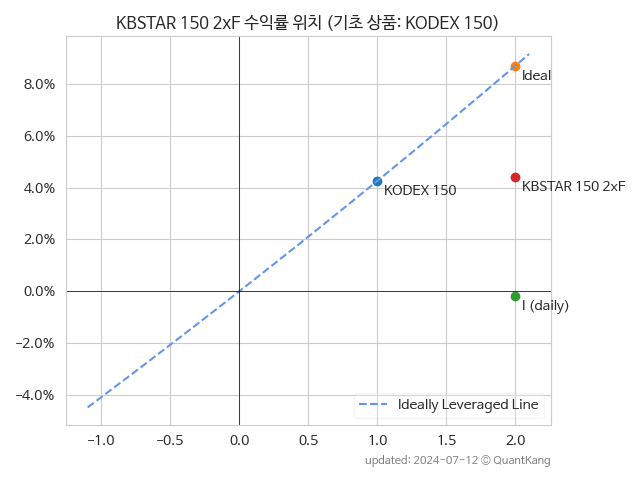 KBSTAR 150 2xF 수익률 위치 (기초 상품: KODEX 150)
8.0%
6.0%
4.0%
2.0%
0.0%
−2.0%
−4.0%
Ideal
KBSTAR 150 2xF
KODEX 150
I (daily)
Ideally Leveraged Line
−1.0 −0.5 0.0 0.5 1.0 1.5 2.0
updated: 2024-07-12 © QuantKang